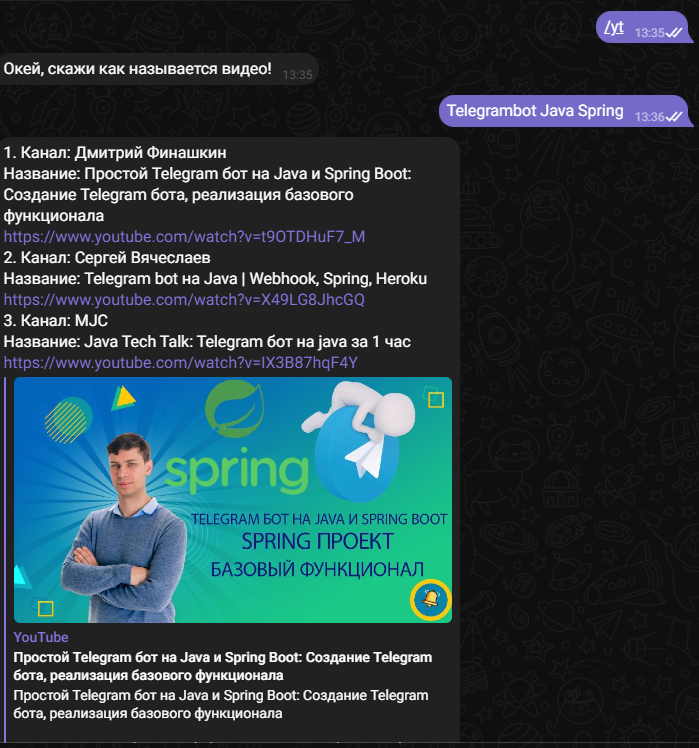 /yt 13:35
Окей, скажи как называется видео! 13:35
Telegrambot Java Spring 13:36
1. Канал: Дмитрий Финашкин
Название: Простой Telegram бот на Java и Spring Boot:
Создание Telegram бота, реализация базового
функционала
https://www.youtube.com/watch?v=t9OTDHuF7_M
2. Канал: Сергей Вячеслаев
Название: Telegram bot на Java | Webhook, Spring, Heroku
https://www.youtube.com/watch?v=X49LG8JhcGQ
3. Канал: MJC
Название: Java Tech Talk: Telegram бот на java за 1 час
https://www.youtube.com/watch?v=IX3B87hqF4Y
spring
TELEGRAM БОТ НА JAVA И SPRING BOOT
SPRING ПРОЕКТ
БАЗОВЫЙ ФУНКЦИОНАЛ
YouTube
Простой Telegram бот на Java и Spring Boot: Создание Telegram
бота, реализация базового функционала
Простой Telegram бот на Java и Spring Boot: Создание Telegram
бота, реализация базового функционала